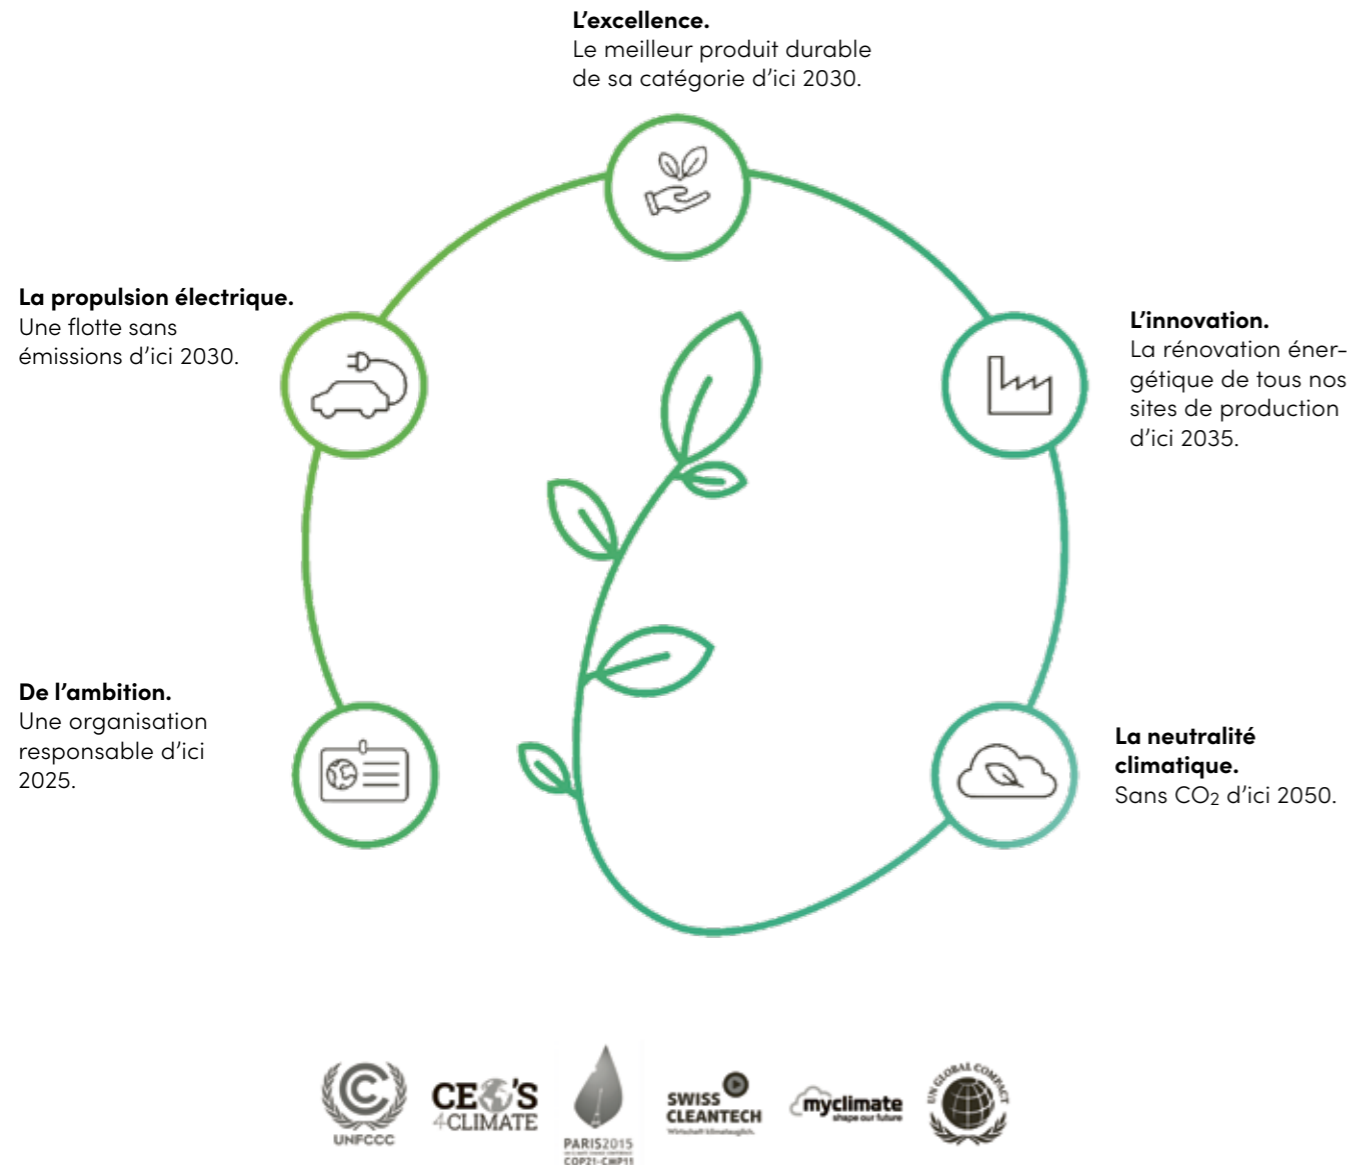 L’excellence.
Le meilleur produit durable
de sa catégorie d’ici 2030.
La propulsion électrique.
Une flotte sans
émissions d’ici 2030.
L’innovation.
La rénovation éner-
gétique de tous nos
sites de production
d’ici 2035.
De l’ambition.
Une organisation
responsable d’ici
2025.
La neutralité
climatique.
Sans CO2 d’ici 2050.
UNFCCC
CEO'S
4CLIMATE
PARIS2015
COP21-CMP11
SWISS
CLEANTECH
Wirtschaft klimatauglich.
myclimate
shape our future
UN GLOBAL COMPACT